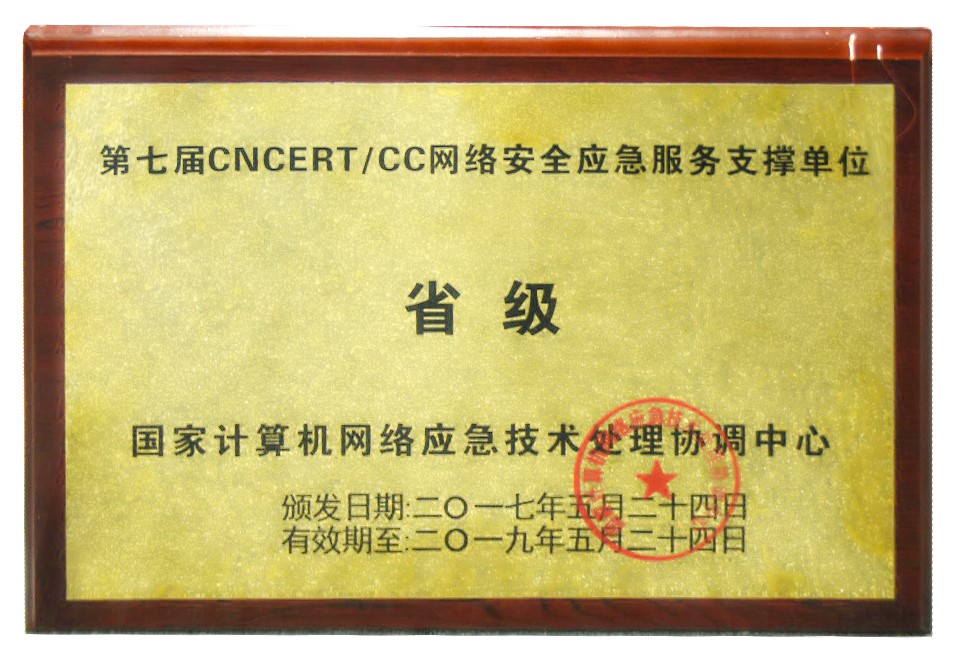 第七届CNCERT/CC网络安全应急服务支撑单位
省级
国家计算机网络应急技术处理协调中心
颁发日期:二〇一七年五月二十四日
有效期至:二〇一九年五月二十四日